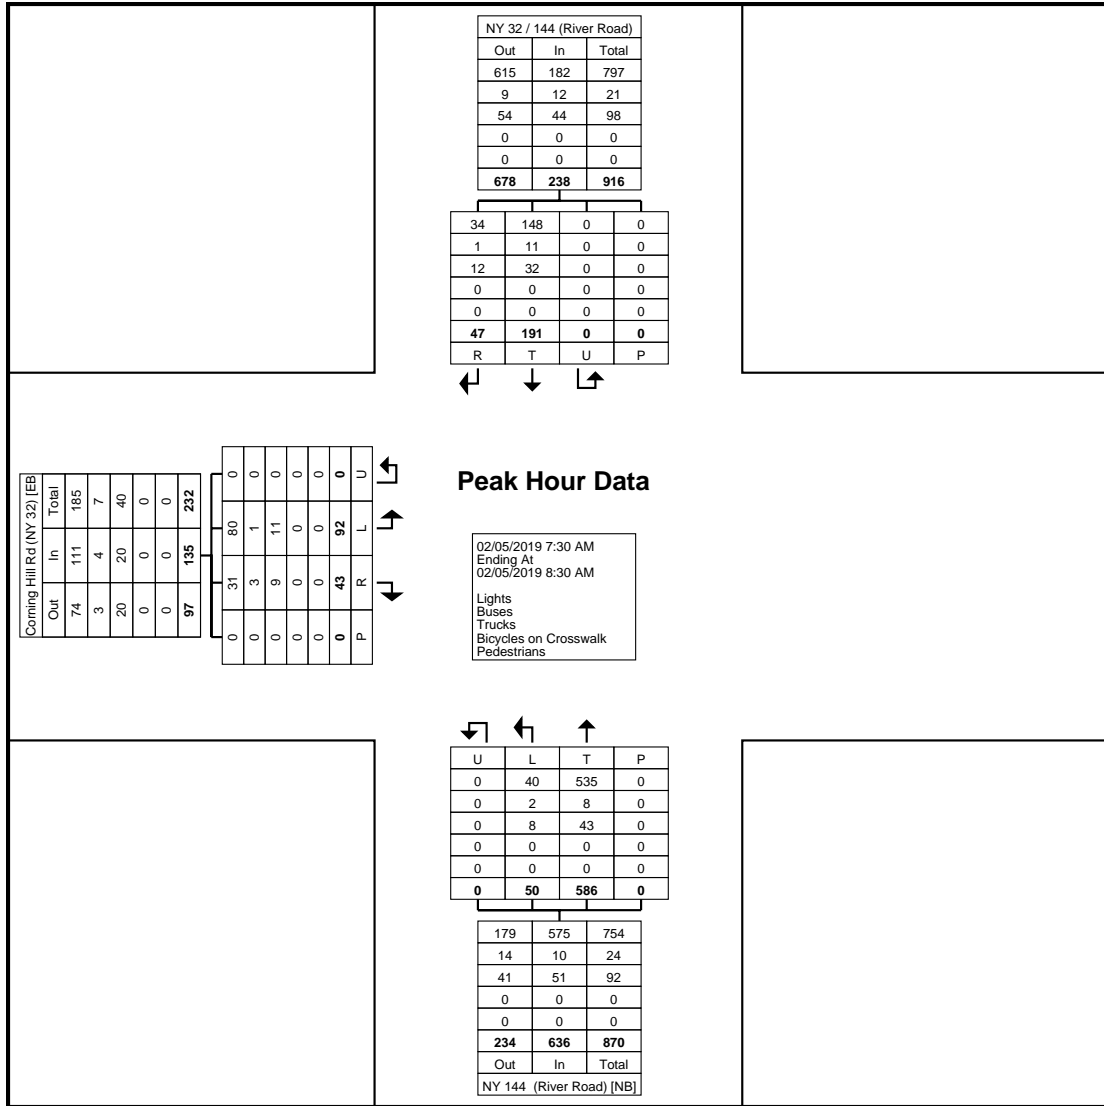 NY 32 / 144 (River Road)
Out In Total
615 182 797
9 12 21
54 44 98
0 0 0
0 0 0
678 238 916
34 148 0 0
1 11 0 0
12 32 0 0
0 0 0 0
0 0 0 0
47 191 0 0
R T U P
Corning Hill Rd (NY 32) [EB
Out In Total
74 111 185
3 4 7
20 20 40
0 0 0
0 0 0
97 135 232
0 31 80 0
0 3 1 0
0 9 11 0
0 0 0 0
0 0 0 0
0 43 92 0
P R L U
Peak Hour Data
02/05/2019 7:30 AM
Ending At
02/05/2019 8:30 AM
Lights
Buses
Trucks
Bicycles on Crosswalk
Pedestrians
U L T P
0 40 535 0
0 2 8 0
0 8 43 0
0 0 0 0
0 0 0 0
0 50 586 0
179 575 754
14 10 24
41 51 92
0 0 0
0 0 0
234 636 870
Out In Total
NY 144 (River Road) [NB]